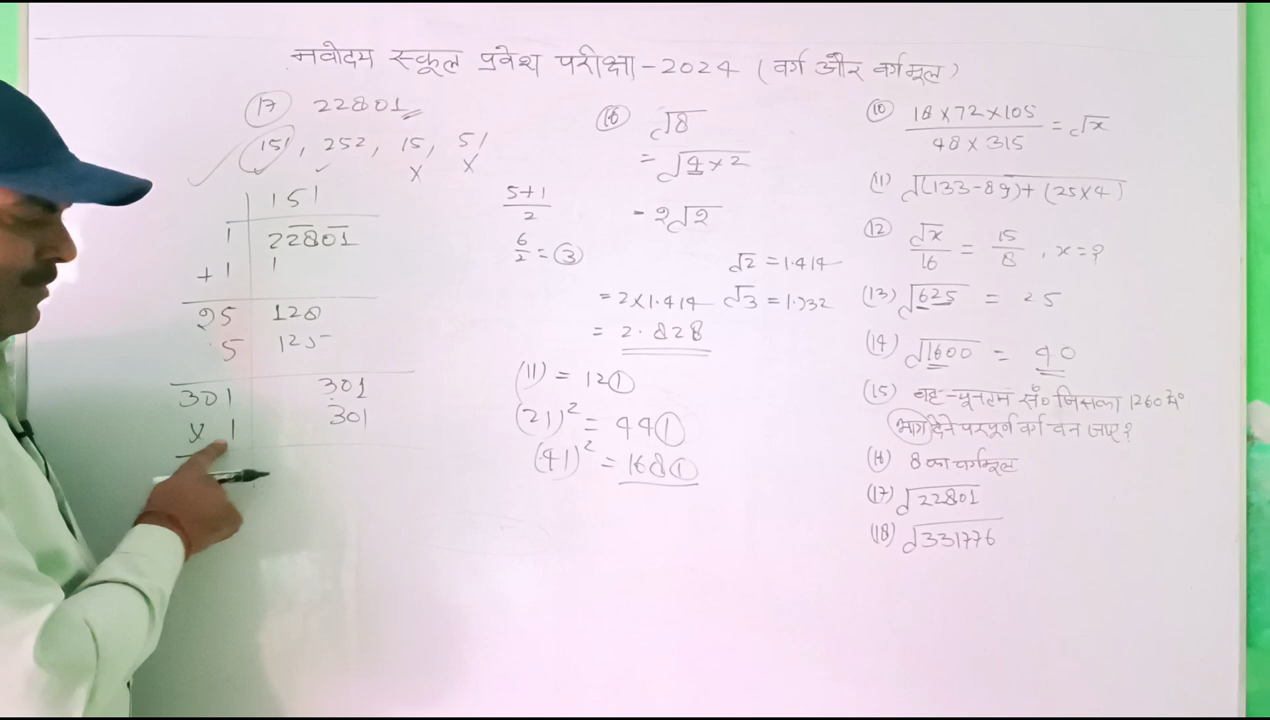 नवोदय स्कूल प्रवेश परीक्षा - 2024 ( वर्ग और वर्गमूल )
(17) 22801
151, 252, 15, 51
x x
151
1 22801
+1 1
25 128
5 125
301 301
x 1 301
5+1
2
6/2 = (3)
(16) √8
= √4×2
- २√२
√2 = 1.414
= 2×1.414 √3 = 1.732
= 2.828
(11) = 121
(21)² = 441
(41)² = 1681
(10) 18×72×105 / 48×315 = √x
(11) √(133-89)+(25×4)
(12) √x/16 = 15/8 , x=?
(13) √625 = 25
(14) √1600 = 40
(15) वह न्यूनतम सं० जिसका 1260 में०
भाग देने पर पूर्ण वर्ग बन जाए?
(16) 8 का वर्गमूल
(17) √22801
(18) √331776